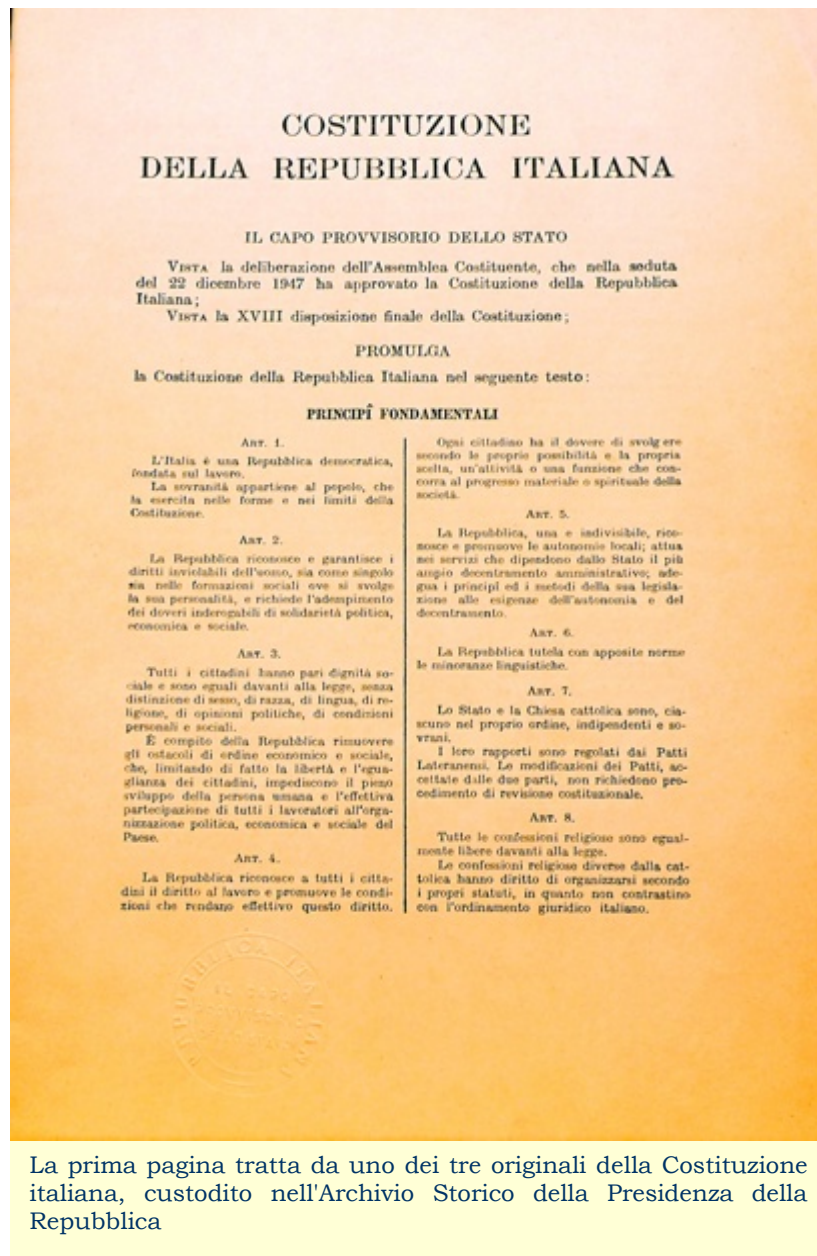 COSTITUZIONE
DELLA REPUBBLICA ITALIANA
IL CAPO PROVVISORIO DELLO STATO
VISTA la deliberazione dell'Assemblea Costituente, che nella seduta
del 22 dicembre 1947 ha approvato la Costituzione della Repubblica
Italiana;
VISTA la XVIII disposizione finale della Costituzione;
PROMULGA
la Costituzione della Repubblica Italiana nel seguente testo:
PRINCIPÎ FONDAMENTALI
ART. 1.
L'Italia è una Repubblica democratica,
fondata sul lavoro.
La sovranità appartiene al popolo, che
la esercita nelle forme e nei limiti della
Costituzione.
ART. 2.
La Repubblica riconosce e garantisce i
diritti inviolabili dell'uomo, sia come singolo
sia nelle formazioni sociali ove si svolge
la sua personalità, e richiede l'adempimento
dei doveri inderogabili di solidarietà politica,
economica e sociale.
ART. 3.
Tutti i cittadini hanno pari dignità so-
ciale e sono eguali davanti alla legge, senza
distinzione di sesso, di razza, di lingua, di re-
ligione, di opinioni politiche, di condizioni
personali e sociali.
È compito della Repubblica rimuovere
gli ostacoli di ordine economico e sociale,
che, limitando di fatto la libertà e l'egua-
glianza dei cittadini, impediscono il pieno
sviluppo della persona umana e l'effettiva
partecipazione di tutti i lavoratori all'orga-
nizzazione politica, economica e sociale del
Paese.
ART. 4.
La Repubblica riconosce a tutti i citta-
dini il diritto al lavoro e promuove le condi-
zioni che rendano effettivo questo diritto.
Ogni cittadino ha il dovere di svolgere
secondo le proprie possibilità e la propria
scelta, un'attività o una funzione che con-
corra al progresso materiale o spirituale della
società.
ART. 5.
La Repubblica, una e indivisibile, rico-
nosce e promuove le autonomie locali; attua
nei servizi che dipendono dallo Stato il più
ampio decentramento amministrativo; ade-
gua i principî ed i metodi della sua legisla-
zione alle esigenze dell'autonomia e del
decentramento.
ART. 6.
La Repubblica tutela con apposite norme
le minoranze linguistiche.
ART. 7.
Lo Stato e la Chiesa cattolica sono, cia-
scuno nel proprio ordine, indipendenti e so-
vrani.
I loro rapporti sono regolati dai Patti
Lateranensi. Le modificazioni dei Patti, ac-
cettate dalle due parti, non richiedono pro-
cedimento di revisione costituzionale.
ART. 8.
Tutte le confessioni religiose sono egual-
mente libere davanti alla legge.
Le confessioni religiose diverse dalla cat-
tolica hanno diritto di organizzarsi secondo
i propri statuti, in quanto non contrastino
con l'ordinamento giuridico italiano.
REPUBBLICA ITALIANA
La prima pagina tratta da uno dei tre originali della Costituzione
italiana, custodito nell'Archivio Storico della Presidenza della
Repubblica